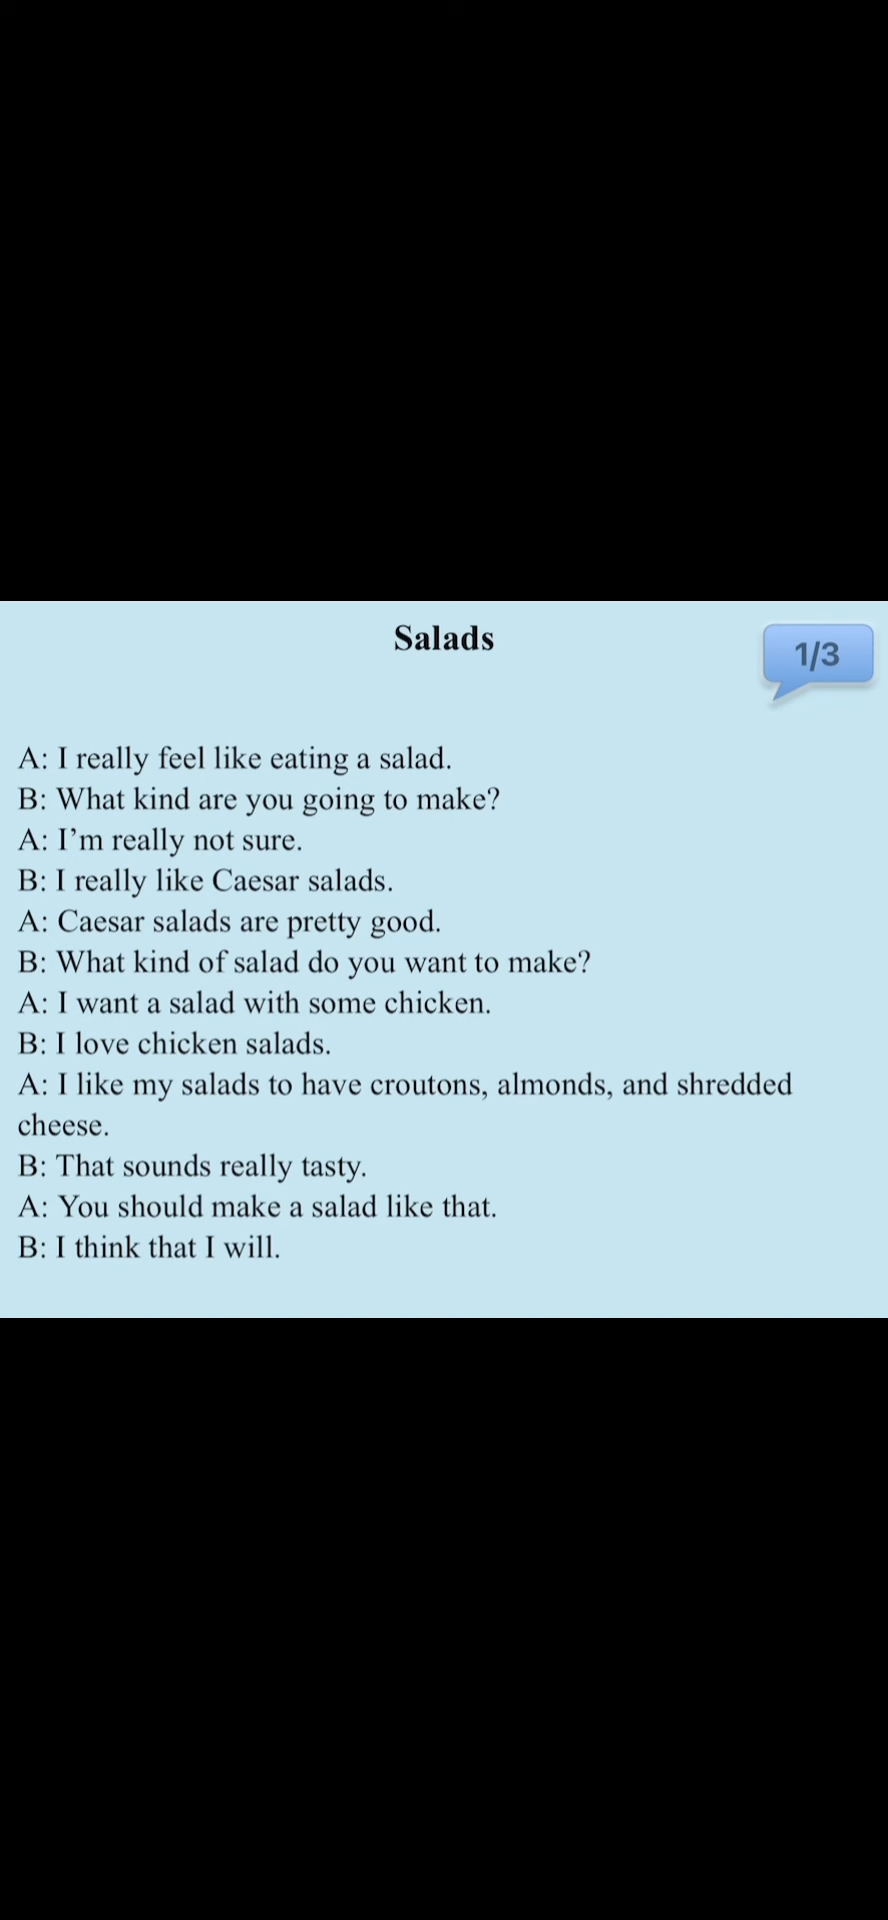 Salads
1/3
A: I really feel like eating a salad.
B: What kind are you going to make?
A: I’m really not sure.
B: I really like Caesar salads.
A: Caesar salads are pretty good.
B: What kind of salad do you want to make?
A: I want a salad with some chicken.
B: I love chicken salads.
A: I like my salads to have croutons, almonds, and shredded
cheese.
B: That sounds really tasty.
A: You should make a salad like that.
B: I think that I will.